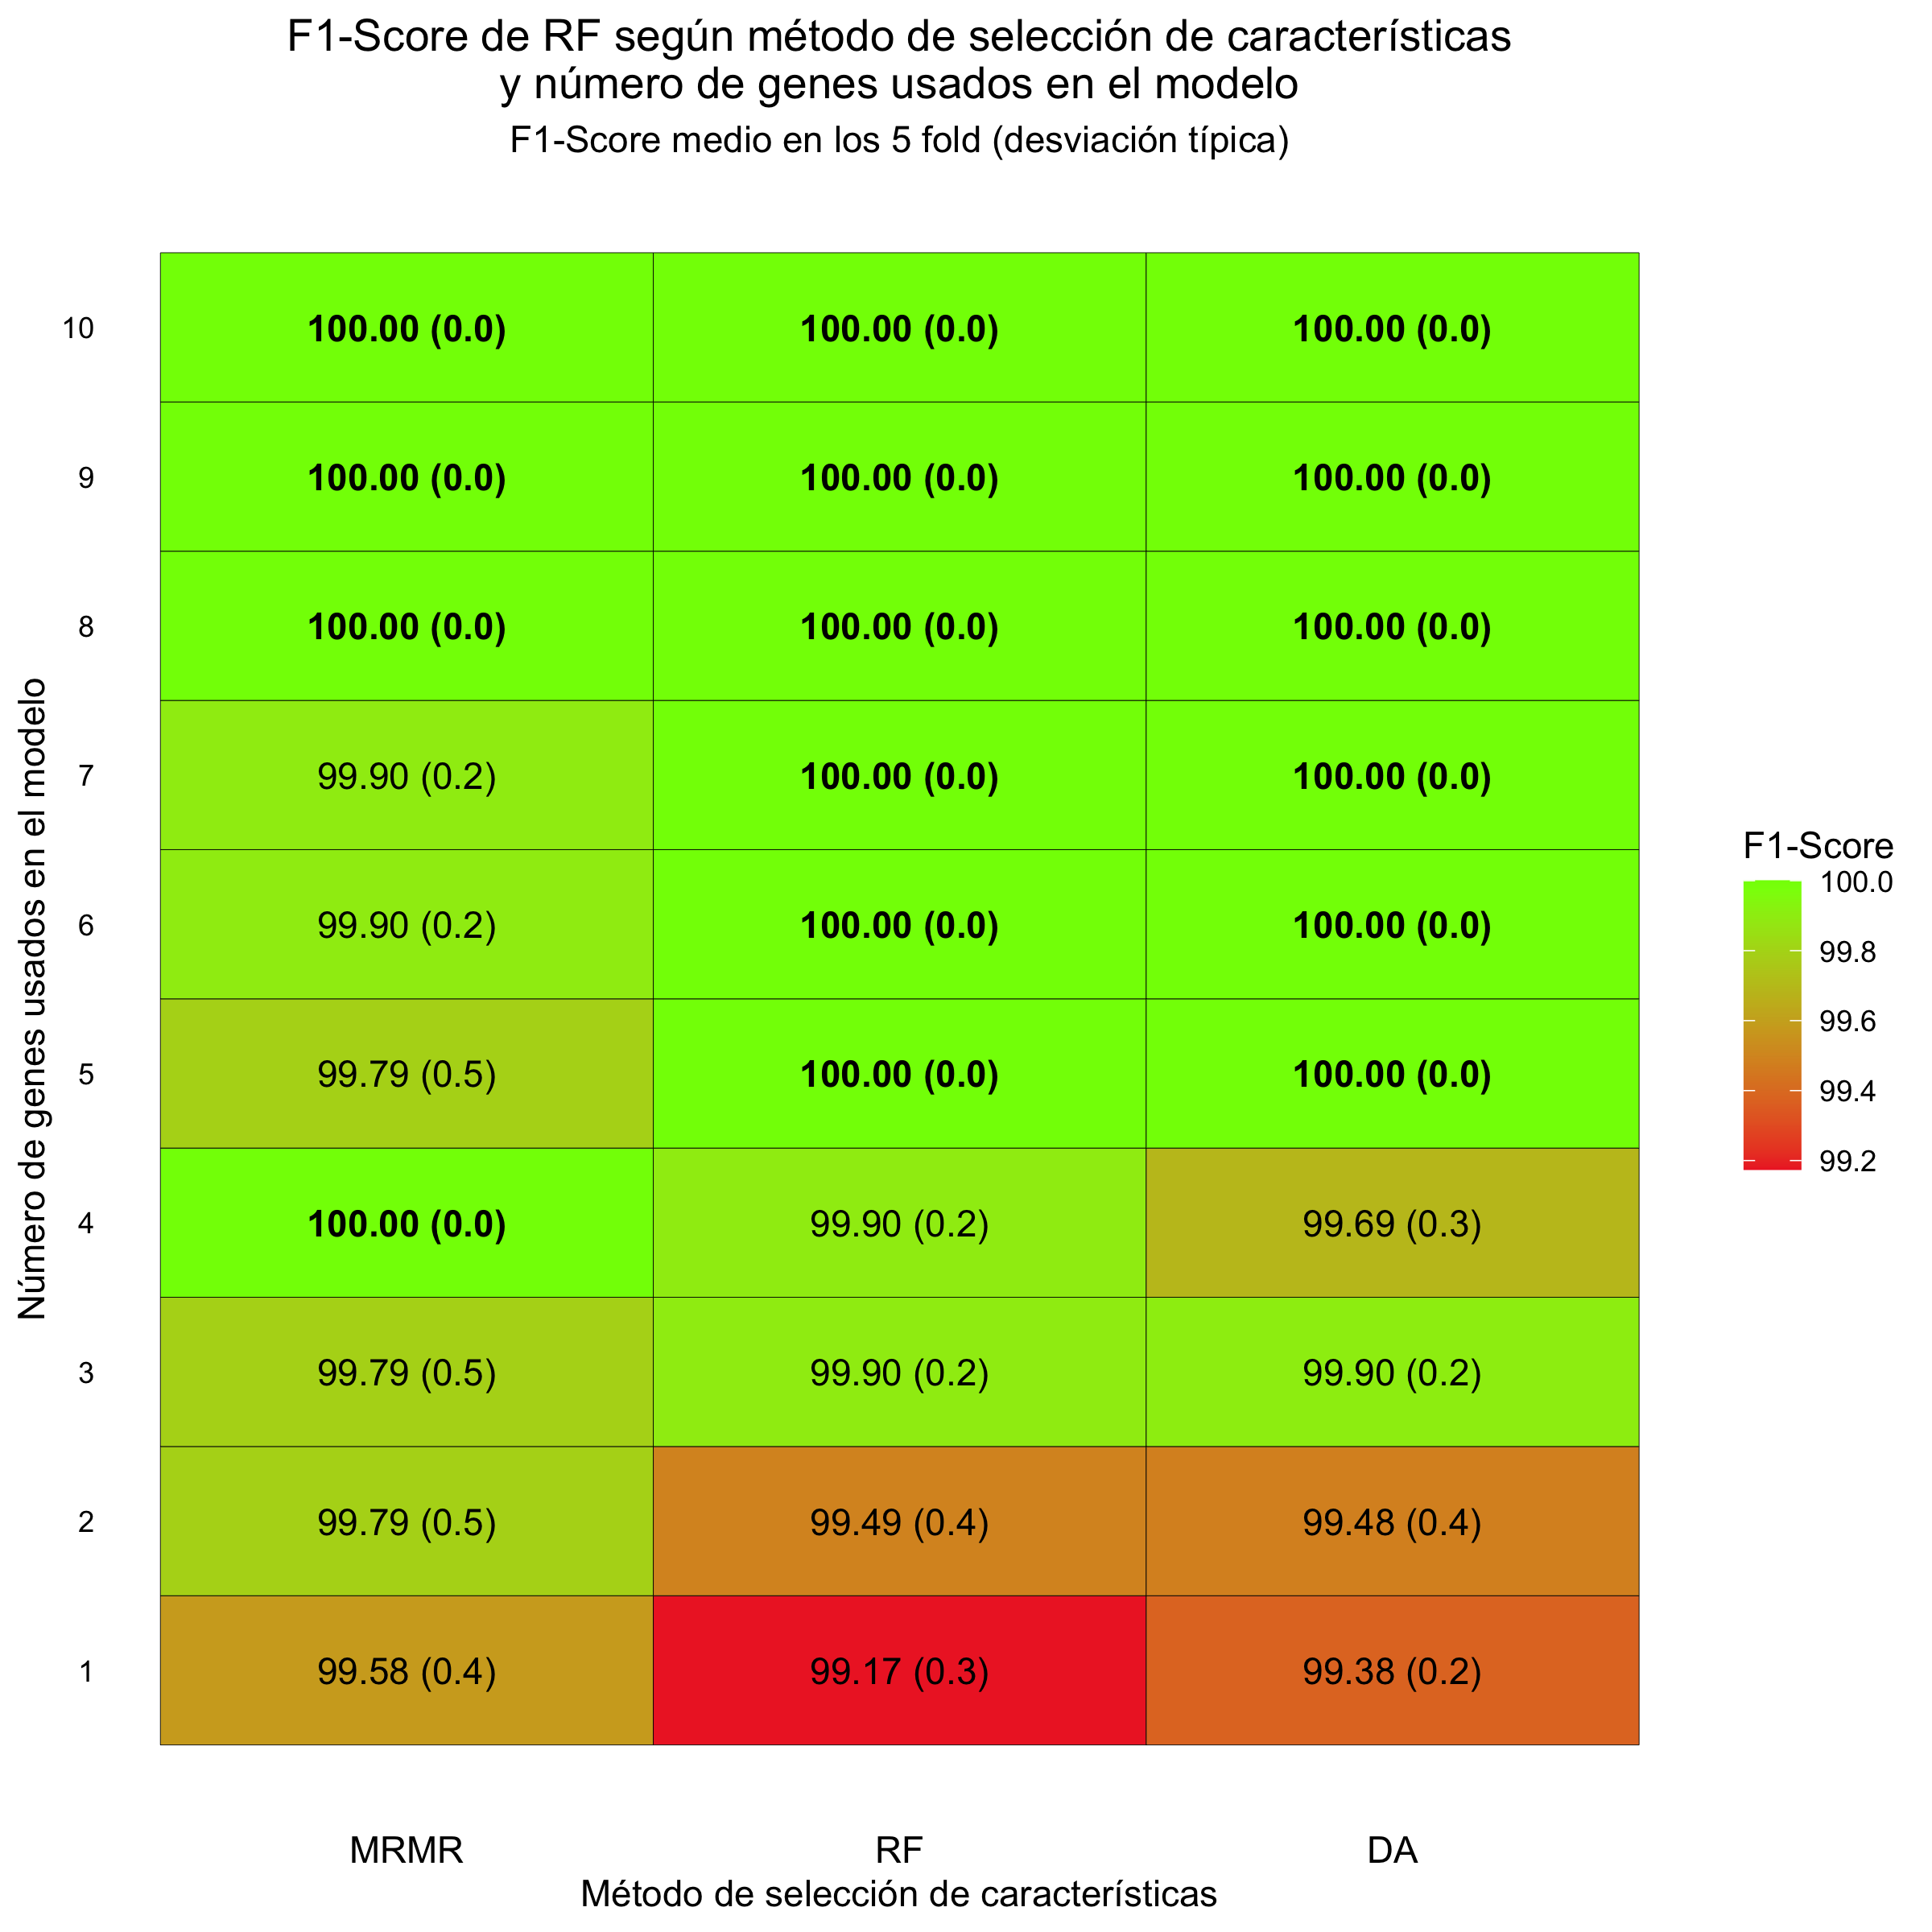 F1-Score de RF según método de selección de características
y número de genes usados en el modelo
F1-Score medio en los 5 fold (desviación típica)
Número de genes usados en el modelo
10 100.00 (0.0) 100.00 (0.0) 100.00 (0.0)
9 100.00 (0.0) 100.00 (0.0) 100.00 (0.0)
8 100.00 (0.0) 100.00 (0.0) 100.00 (0.0)
7 99.90 (0.2) 100.00 (0.0) 100.00 (0.0)
6 99.90 (0.2) 100.00 (0.0) 100.00 (0.0)
5 99.79 (0.5) 100.00 (0.0) 100.00 (0.0)
4 100.00 (0.0) 99.90 (0.2) 99.69 (0.3)
3 99.79 (0.5) 99.90 (0.2) 99.90 (0.2)
2 99.79 (0.5) 99.49 (0.4) 99.48 (0.4)
1 99.58 (0.4) 99.17 (0.3) 99.38 (0.2)
MRMR RF DA
Método de selección de características
F1-Score
100.0
99.8
99.6
99.4
99.2